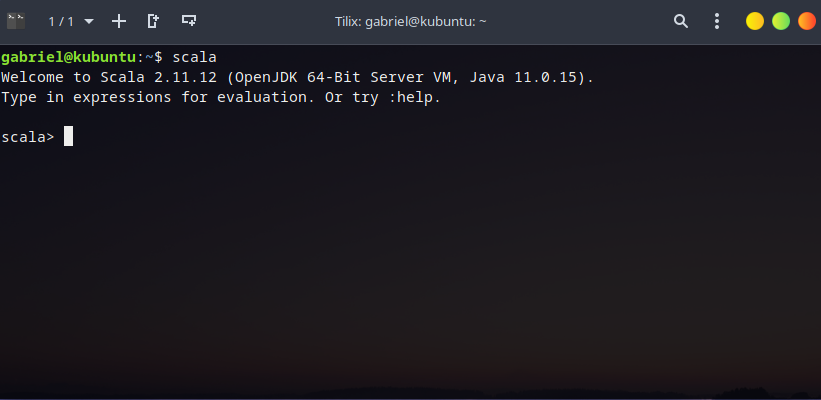 1 / 1
Tilix: gabriel@kubuntu: ~
gabriel@kubuntu:~$ scala
Welcome to Scala 2.11.12 (OpenJDK 64-Bit Server VM, Java 11.0.15).
Type in expressions for evaluation. Or try :help.
scala>